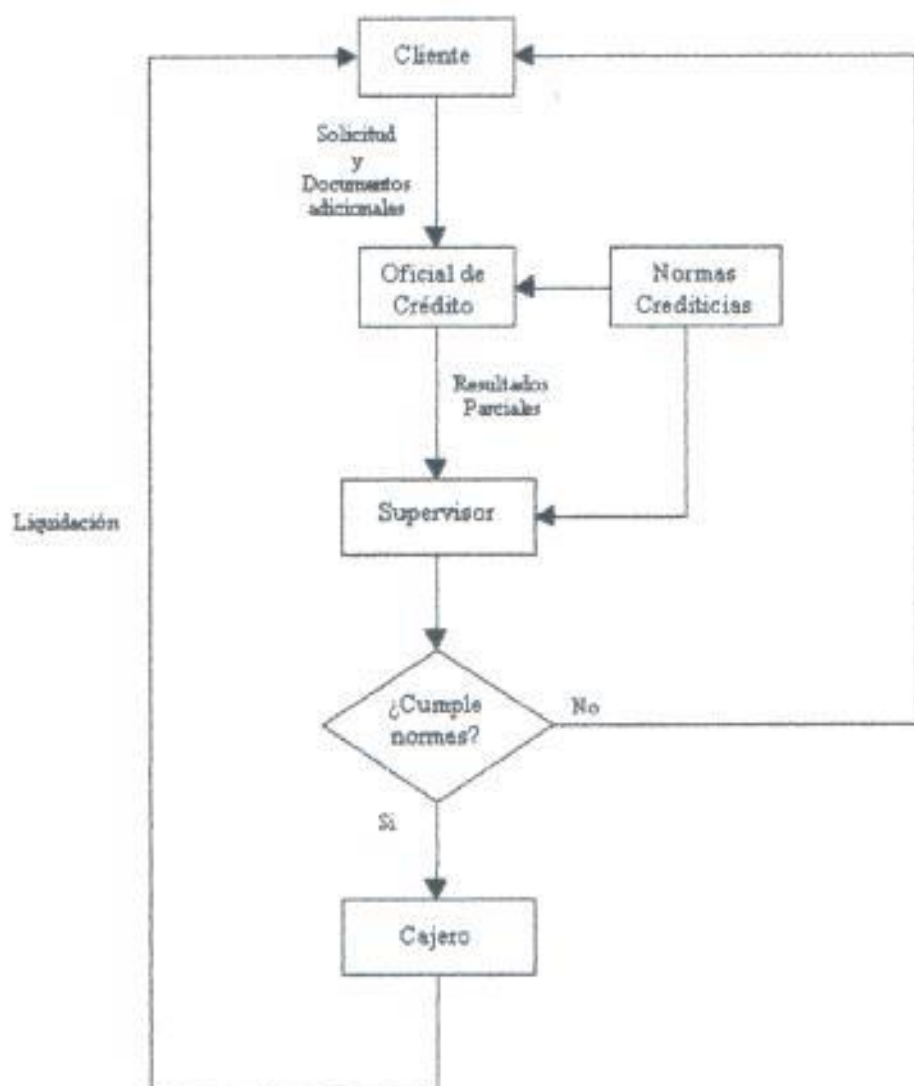 Cliente
Solicitud
y
Documentos
adicionales
Oficial de
Crédito
Normas
Crediticias
Resultados
Parciales
Supervisor
Liquidación
¿Cumple
normas?
No
Si
Cajero